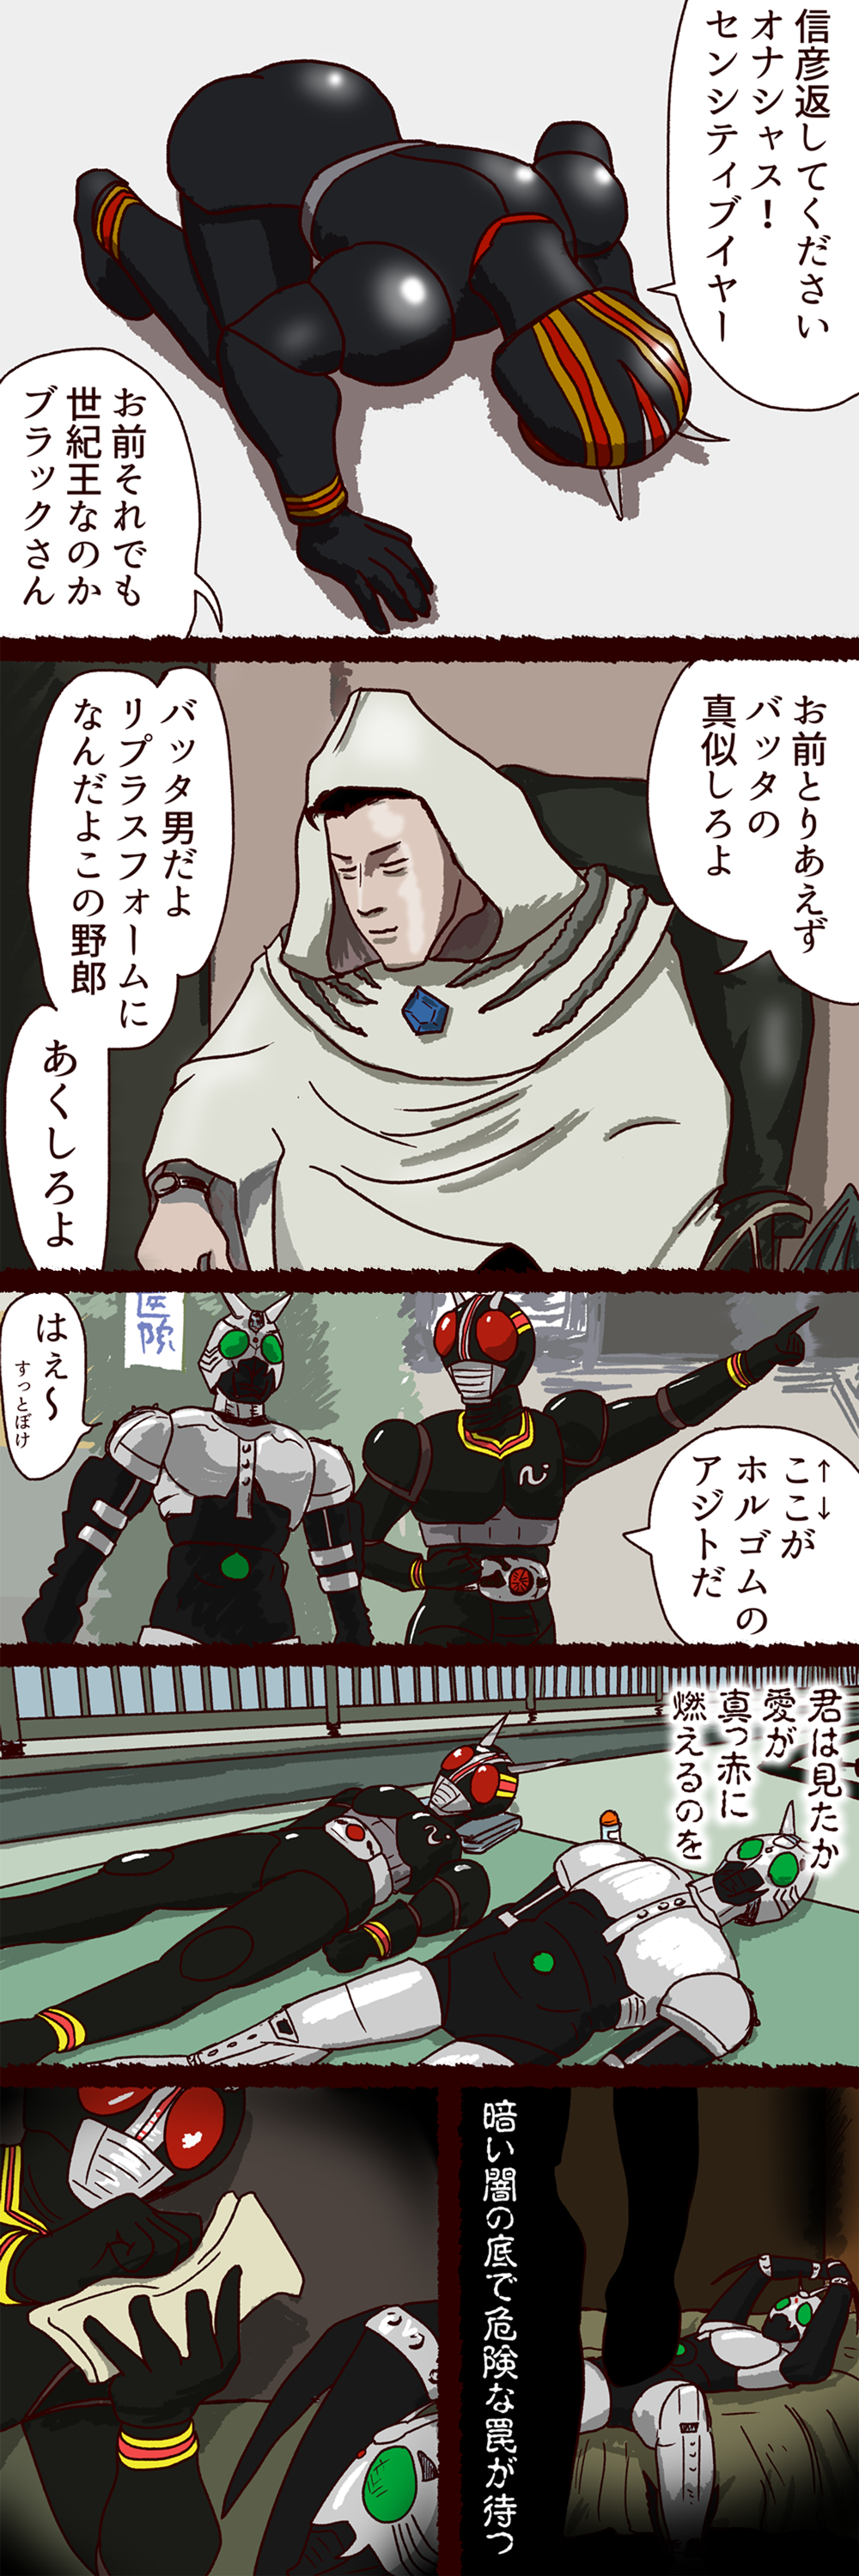 信彦返してください
オナシャス！
センシティブイヤー
お前それでも
世紀王なのか
ブラックさん
お前とりあえず
バッタの
真似しろよ
バッタ男だよ
リプラスフォームに
なんだよこの野郎
あくしろよ
医院
はぇ〜
すっとぼけ
↑↓
ここが
ホルゴムの
アジトだ
君は見たか
愛が
真っ赤に
燃えるのを
暗い闇の底で危険な罠が待つ